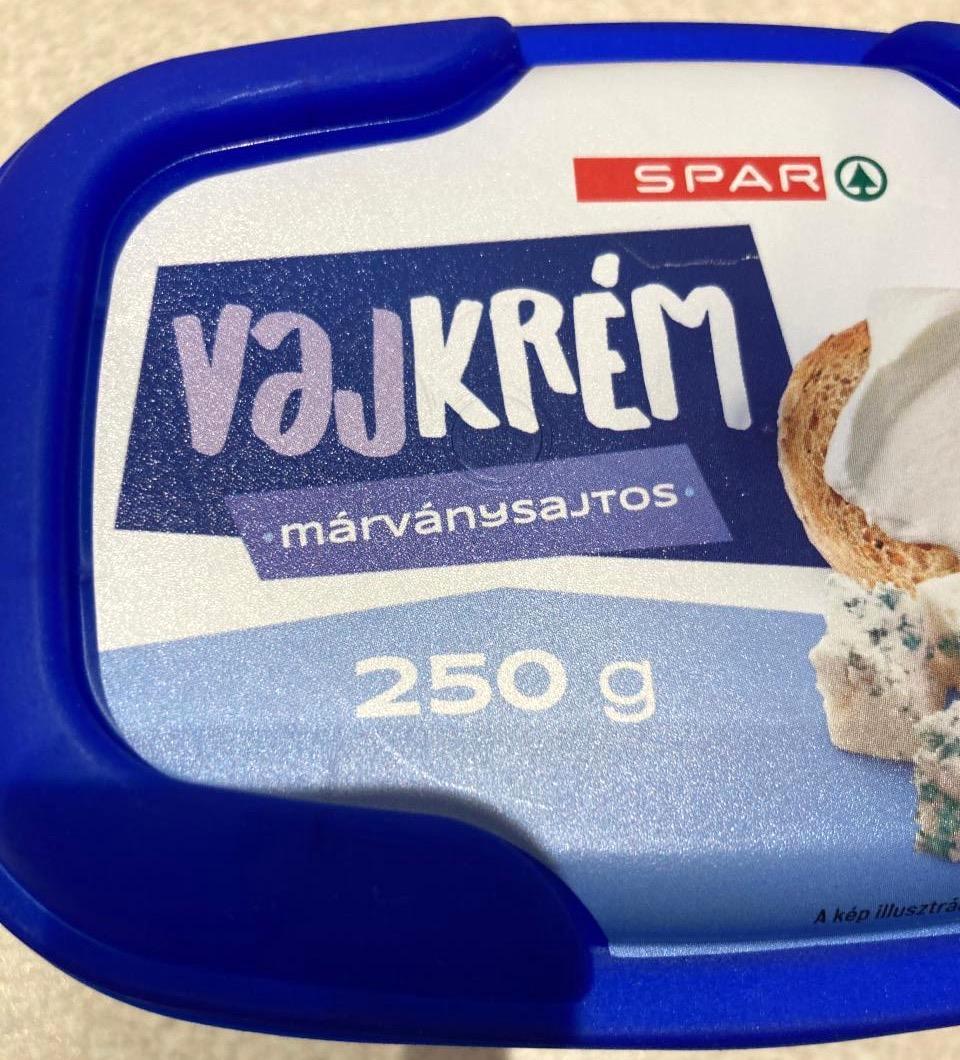 SPAR
vajKRÉM
márványsajtos
250 g
A kép